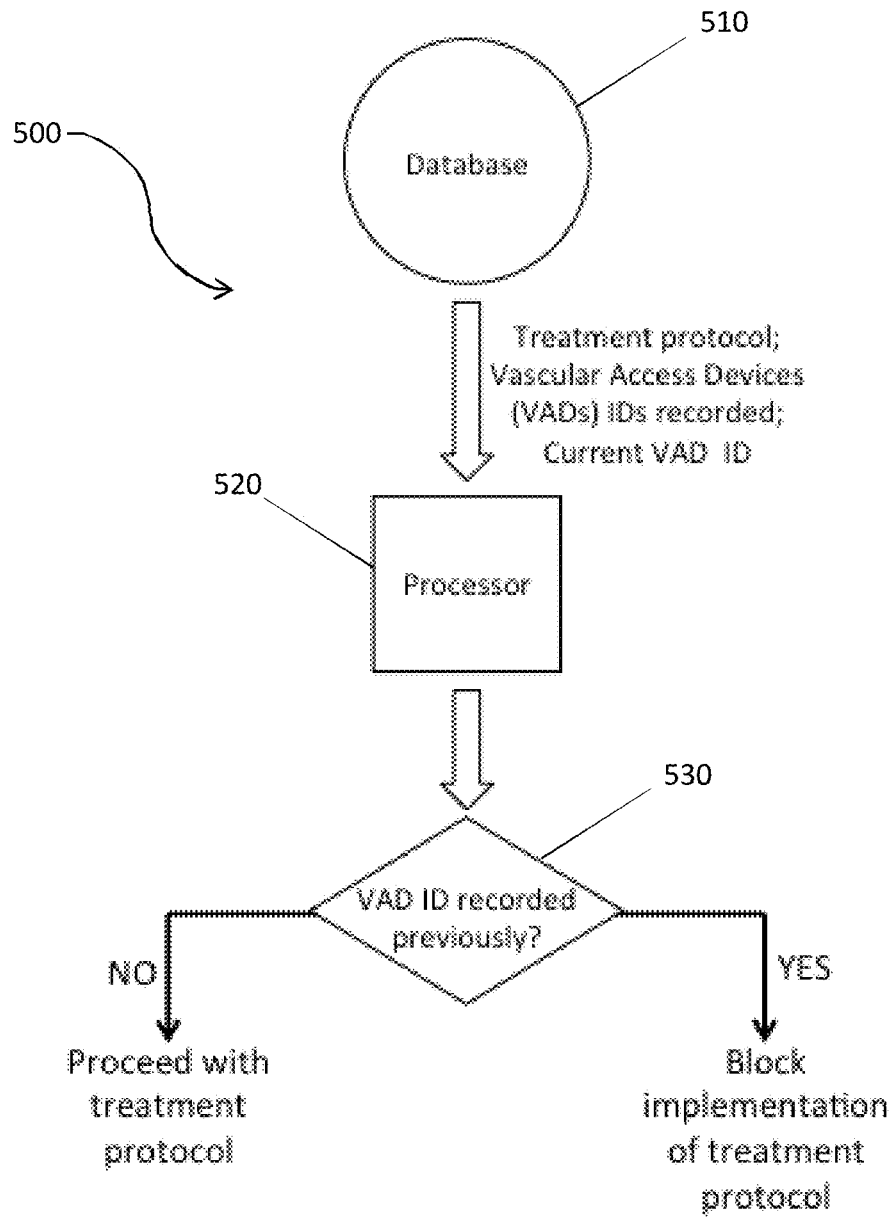 510
500
Database
Treatment protocol;
Vascular Access Devices
(VADs) IDs recorded;
Current VAD ID
520
Processor
530
VAD ID recorded
previously?
NO
YES
Proceed with
treatment
protocol
Block
implementation
of treatment
protocol